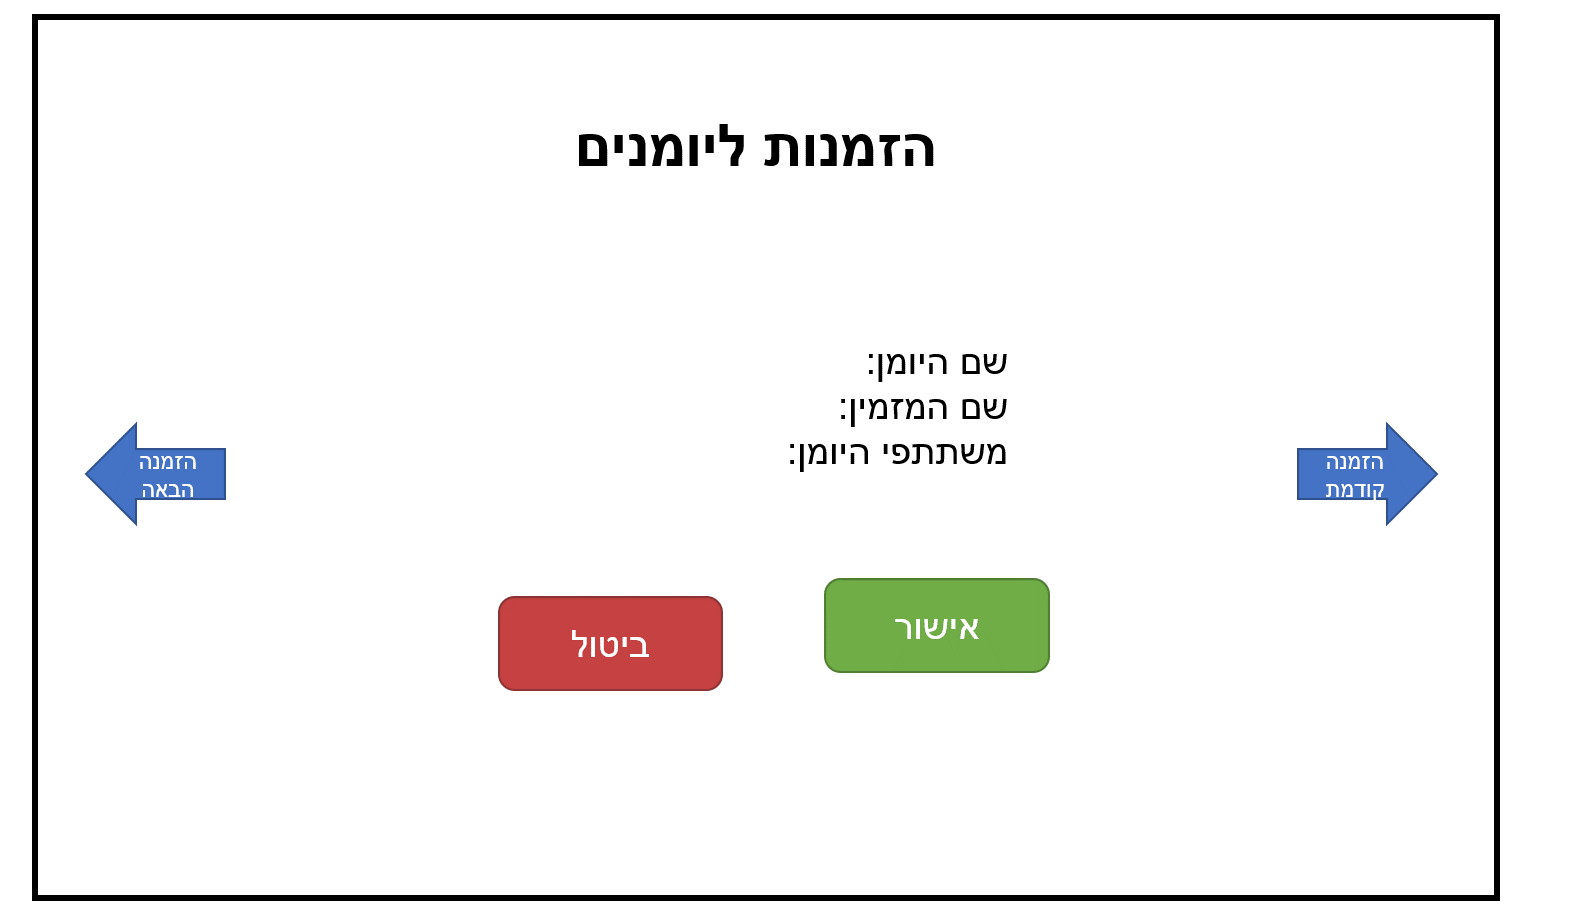 הזמנות ליומנים
שם היומן:
שם המזמין:
משתתפי היומן:
הזמנה
קודמת
הזמנה
הבאה
אישור
ביטול